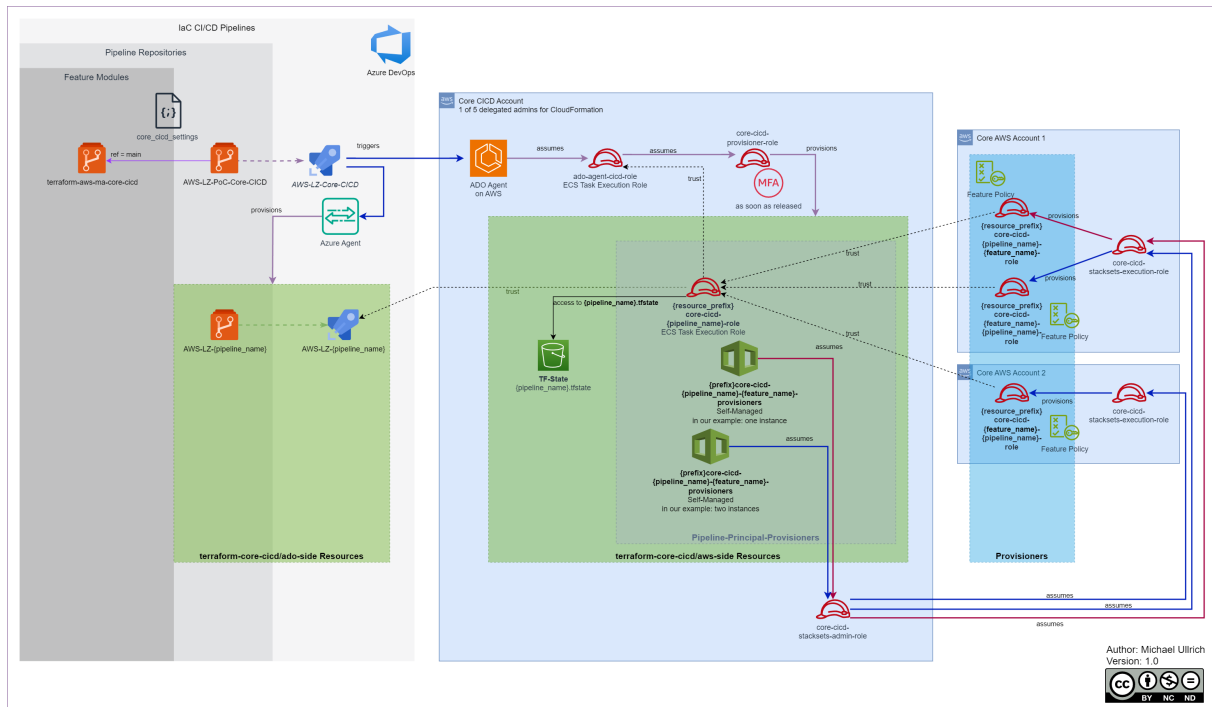 IaC CI/CD Pipelines
Pipeline Repositories
Feature Modules
Azure DevOps
{;}
core_cicd_settings
ref = main
terraform-aws-ma-core-cicd
AWS-LZ-PoC-Core-CICD
AWS-LZ-Core-CICD
triggers
provisions
Azure Agent
AWS-LZ-{pipeline_name}
AWS-LZ-{pipeline_name}
terraform-core-cicd/ado-side Resources
aws
Core CICD Account
1 of 5 delegated admins for CloudFormation
ADO Agent
on AWS
assumes
ado-agent-cicd-role
ECS Task Execution Role
assumes
core-cicd-
provisioner-role
MFA
as soon as released
provisions
trust
trust
{resource_prefix}
core-cicd-
{pipeline_name}-role
ECS Task Execution Role
access to {pipeline_name}.tfstate
TF-State
{pipeline_name}.tfstate
assumes
{prefix}core-cicd-
{pipeline_name}-{feature_name}-
provisioners
Self-Managed
in our example: one instance
assumes
{prefix}core-cicd-
{pipeline_name}-{feature_name}-
provisioners
Self-Managed
in our example: two instances
Pipeline-Principal-Provisioners
terraform-core-cicd/aws-side Resources
core-cicd-
stacksets-admin-role
trust
trust
trust
aws
Core AWS Account 1
Feature Policy
{resource_prefix}
core-cicd-
{pipeline_name}-
{feature_name}-
role
provisions
core-cicd-
stacksets-execution-role
provisions
{resource_prefix}
core-cicd-
{feature_name}-
{pipeline_name}-
role
Feature Policy
aws
Core AWS Account 2
{resource_prefix}
core-cicd-
{feature_name}-
{pipeline_name}-
role
provisions
core-cicd-
stacksets-execution-role
Feature Policy
Provisioners
assumes
assumes
assumes
Author: Michael Ullrich
Version: 1.0
cc
BY NC ND